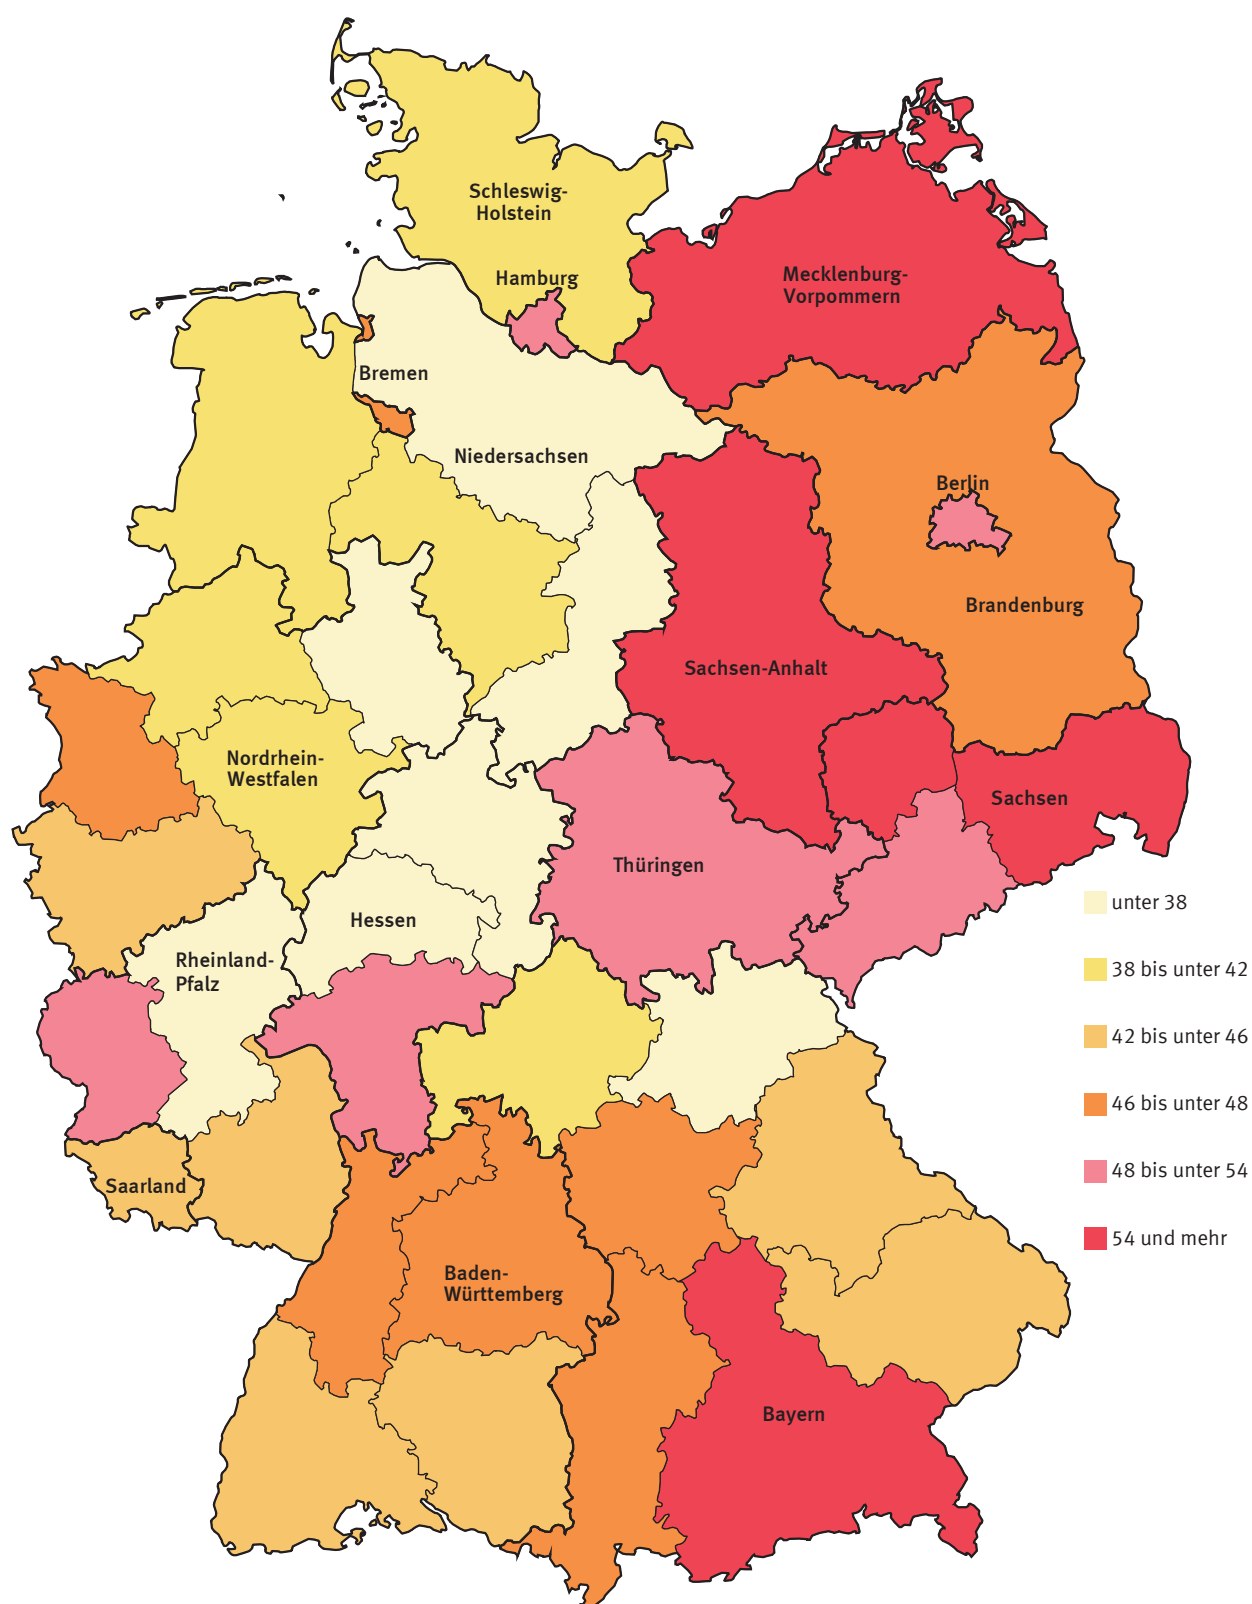 Schleswig-
Holstein
Hamburg
Mecklenburg-
Vorpommern
Bremen
Niedersachsen
Berlin
Brandenburg
Sachsen-Anhalt
Nordrhein-
Westfalen
Sachsen
Thüringen
Hessen
Rheinland-
Pfalz
Saarland
Baden-
Württemberg
Bayern
unter 38
38 bis unter 42
42 bis unter 46
46 bis unter 48
48 bis unter 54
54 und mehr